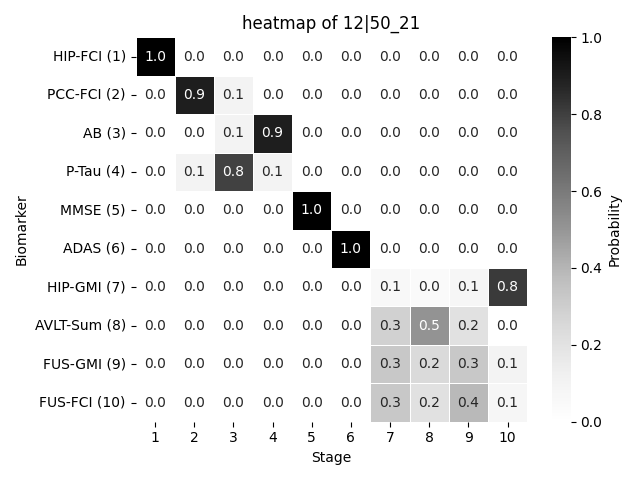 heatmap of 12|50_21
HIP-FCI (1) 1.0 0.0 0.0 0.0 0.0 0.0 0.0 0.0 0.0 0.0
PCC-FCI (2) 0.0 0.9 0.1 0.0 0.0 0.0 0.0 0.0 0.0 0.0
AB (3) 0.0 0.0 0.1 0.9 0.0 0.0 0.0 0.0 0.0 0.0
P-Tau (4) 0.0 0.1 0.8 0.1 0.0 0.0 0.0 0.0 0.0 0.0
MMSE (5) 0.0 0.0 0.0 0.0 1.0 0.0 0.0 0.0 0.0 0.0
ADAS (6) 0.0 0.0 0.0 0.0 0.0 1.0 0.0 0.0 0.0 0.0
HIP-GMI (7) 0.0 0.0 0.0 0.0 0.0 0.0 0.1 0.0 0.1 0.8
AVLT-Sum (8) 0.0 0.0 0.0 0.0 0.0 0.0 0.3 0.5 0.2 0.0
FUS-GMI (9) 0.0 0.0 0.0 0.0 0.0 0.0 0.3 0.2 0.3 0.1
FUS-FCI (10) 0.0 0.0 0.0 0.0 0.0 0.0 0.3 0.2 0.4 0.1
1 2 3 4 5 6 7 8 9 10
Stage
Biomarker
1.0
0.8
0.6
0.4
0.2
0.0
Probability